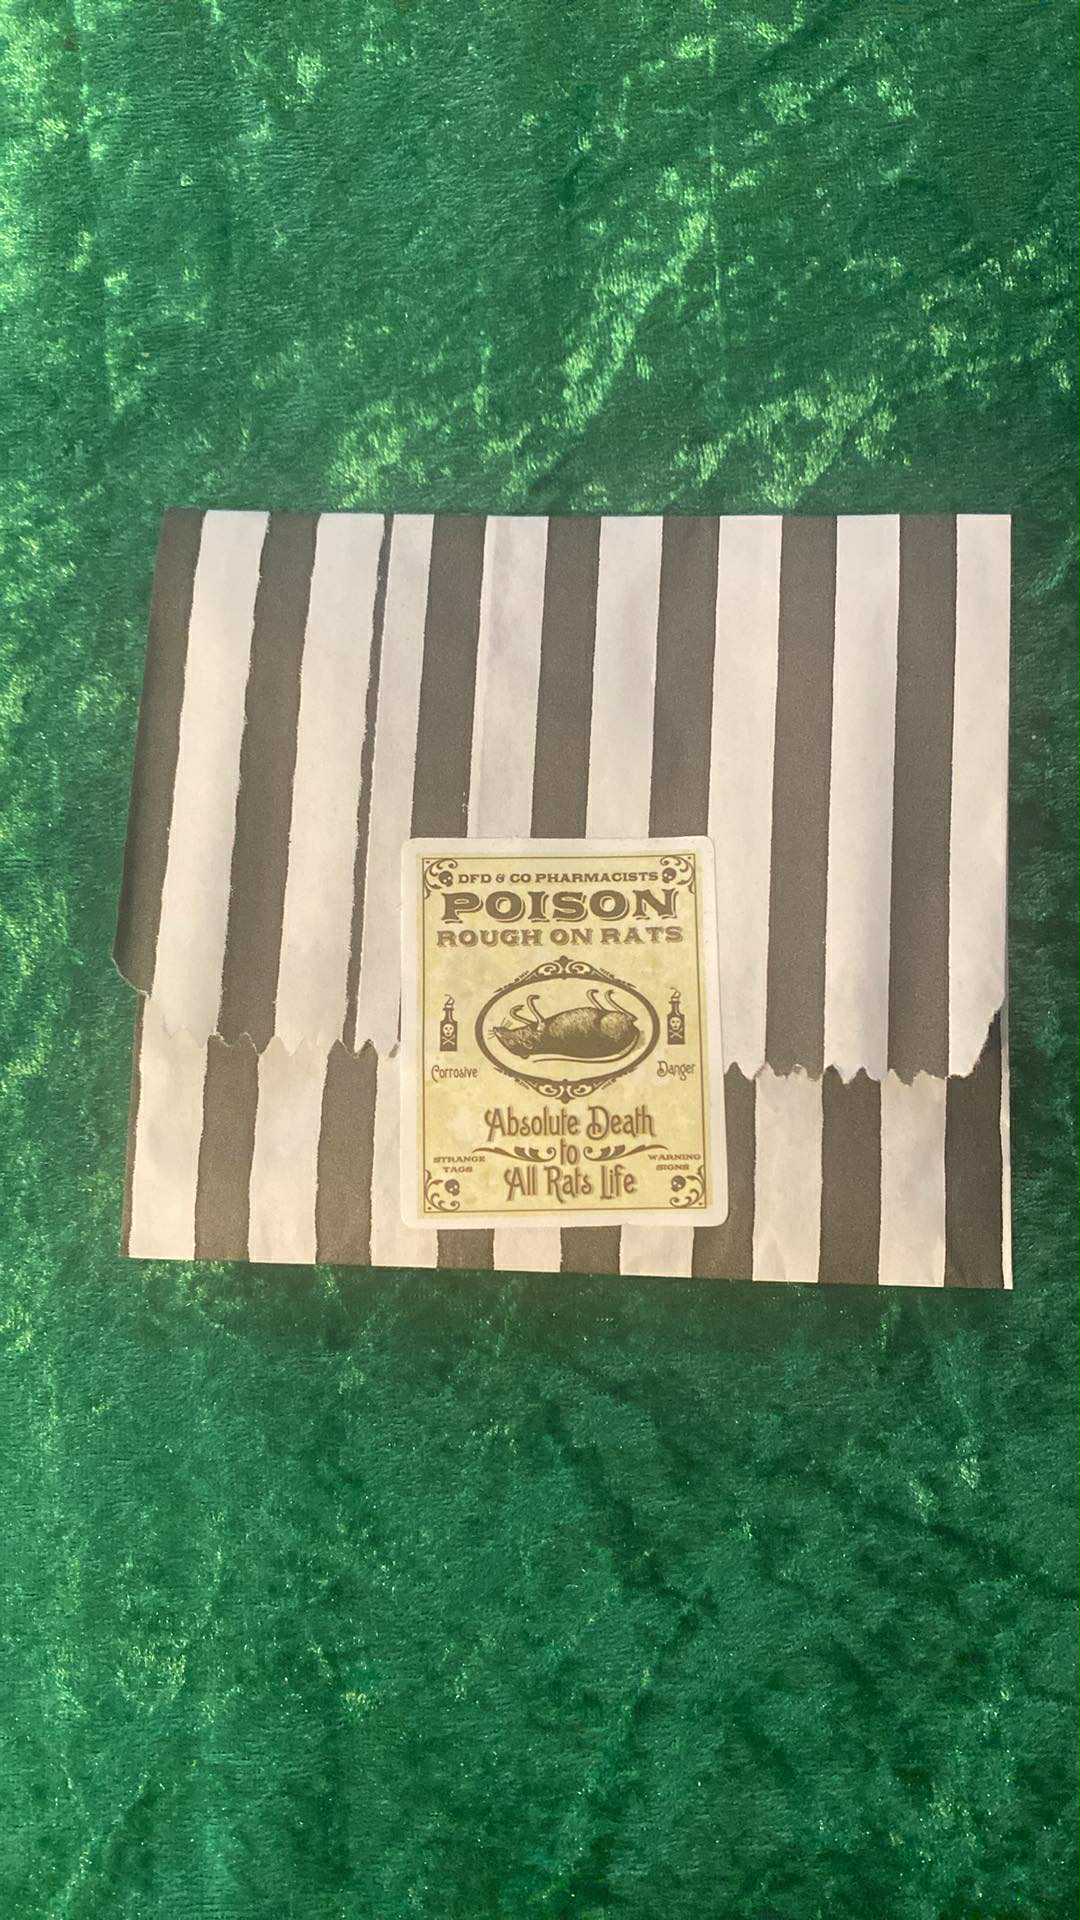 DFD & CO PHARMACISTS
POISON
ROUGH ON RATS
Corrosive
Danger
Absolute Death
to
All Rats Life
STRANGE
TAGS
WARNING
SIGNS